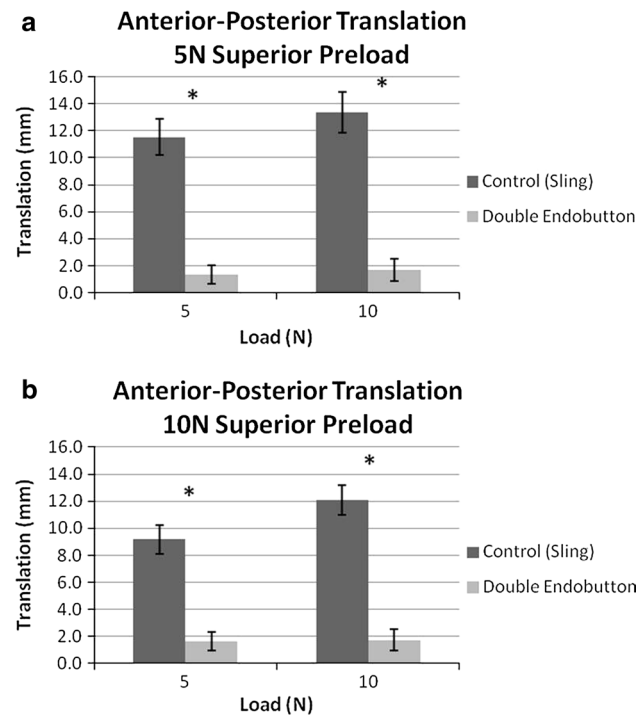 a
Anterior-Posterior Translation
5N Superior Preload
Translation (mm)
16.0
14.0
12.0
10.0
8.0
6.0
4.0
2.0
0.0
*
*
5
10
Load (N)
Control (Sling)
Double Endobutton
b
Anterior-Posterior Translation
10N Superior Preload
Translation (mm)
16.0
14.0
12.0
10.0
8.0
6.0
4.0
2.0
0.0
*
*
5
10
Load (N)
Control (Sling)
Double Endobutton